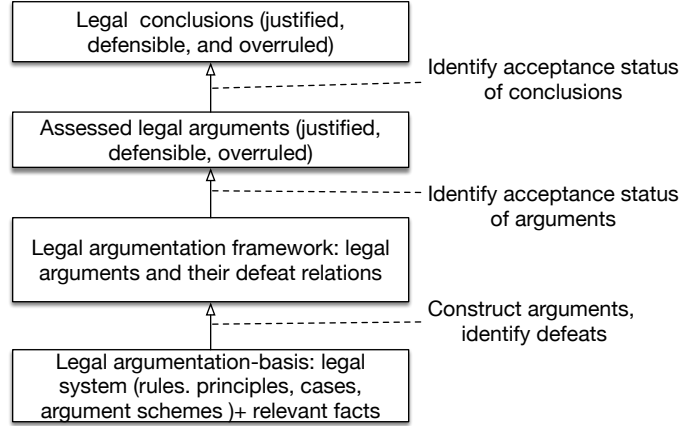 Legal conclusions (justified,
defensible, and overruled)
Identify acceptance status
of conclusions
Assessed legal arguments (justified,
defensible, overruled)
Identify acceptance status
of arguments
Legal argumentation framework: legal
arguments and their defeat relations
Construct arguments,
identify defeats
Legal argumentation-basis: legal
system (rules. principles, cases,
argument schemes )+ relevant facts